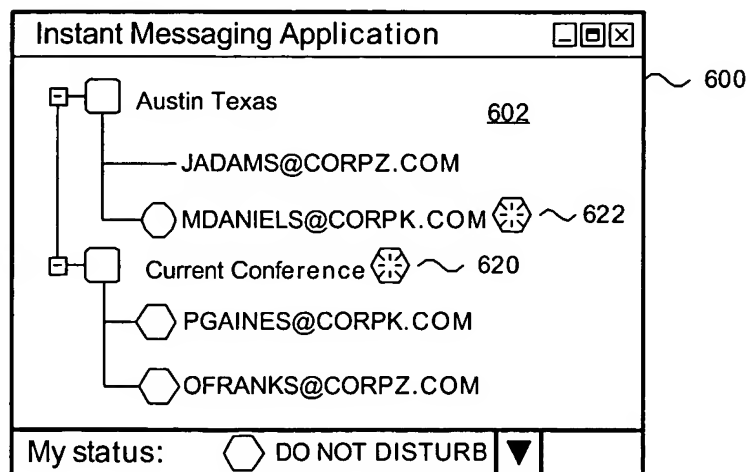 Instant Messaging Application
600
Austin Texas
602
JADAMS@CORPZ.COM
MDANIELS@CORPK.COM 622
Current Conference 620
PGAINES@CORPK.COM
OFRANKS@CORPZ.COM
My status: DO NOT DISTURB